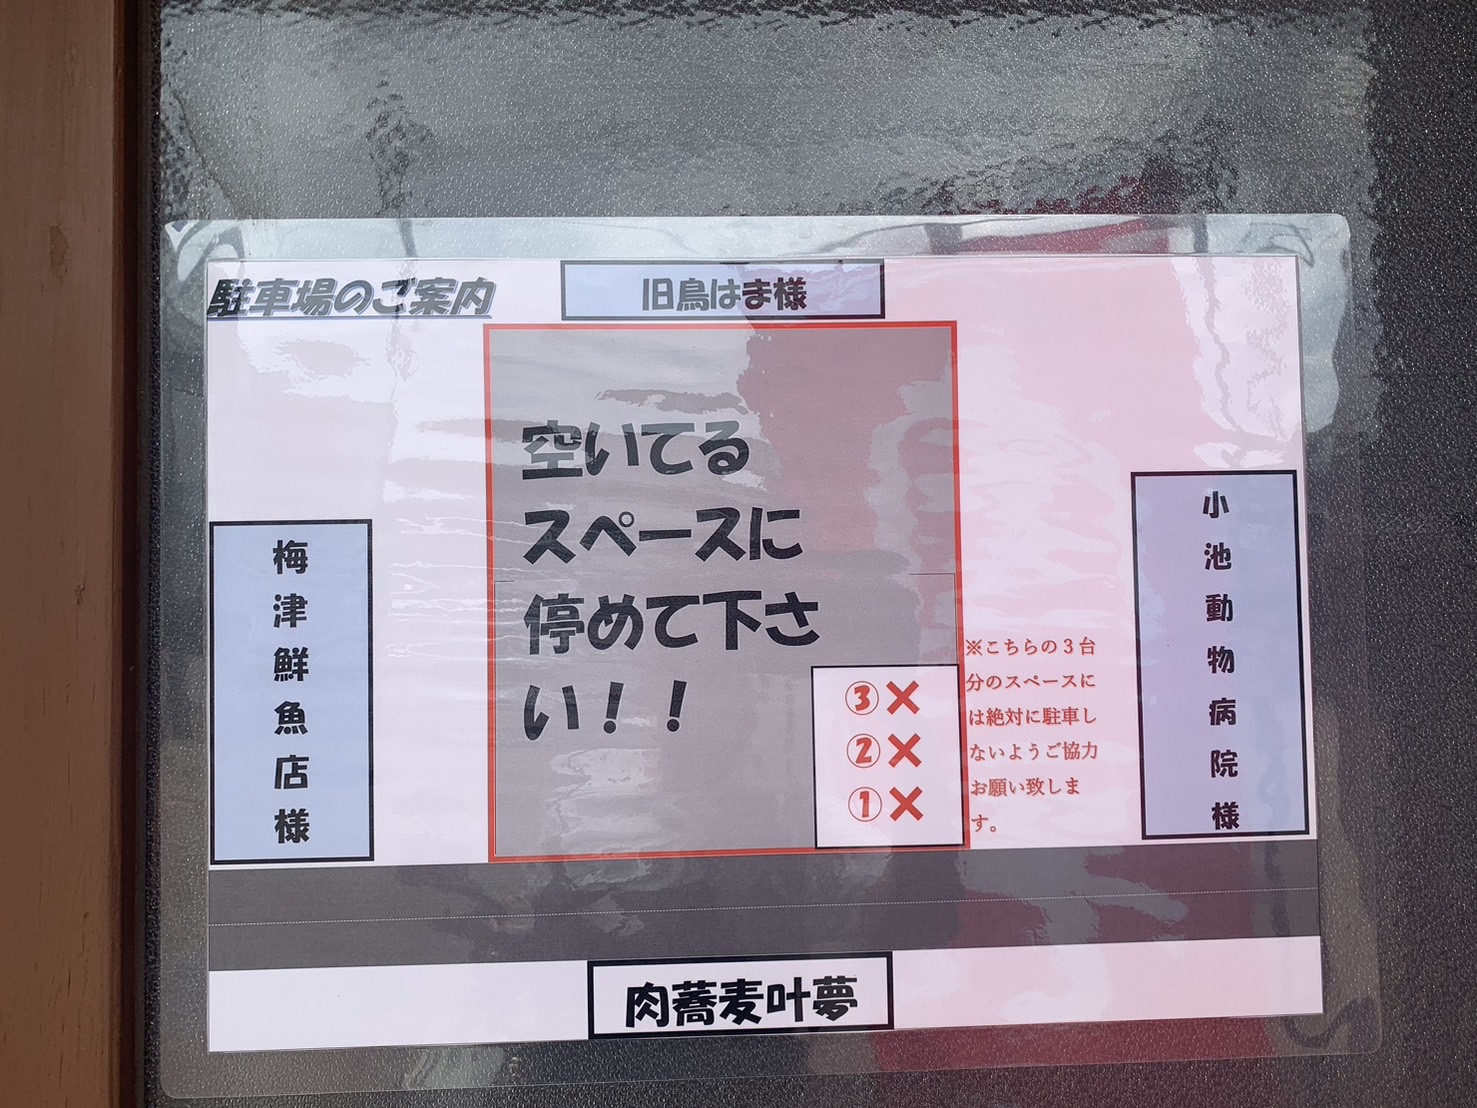 駐車場のご案内
旧鳥はま様
空いてる
スペースに
停めて下さ
い！！
梅津鮮魚店様
③✕
②✕
①✕
※こちらの３台
分のスペースに
は絶対に駐車し
ないようご協力
お願い致しま
す。
小池動物病院様
肉蕎麦叶夢